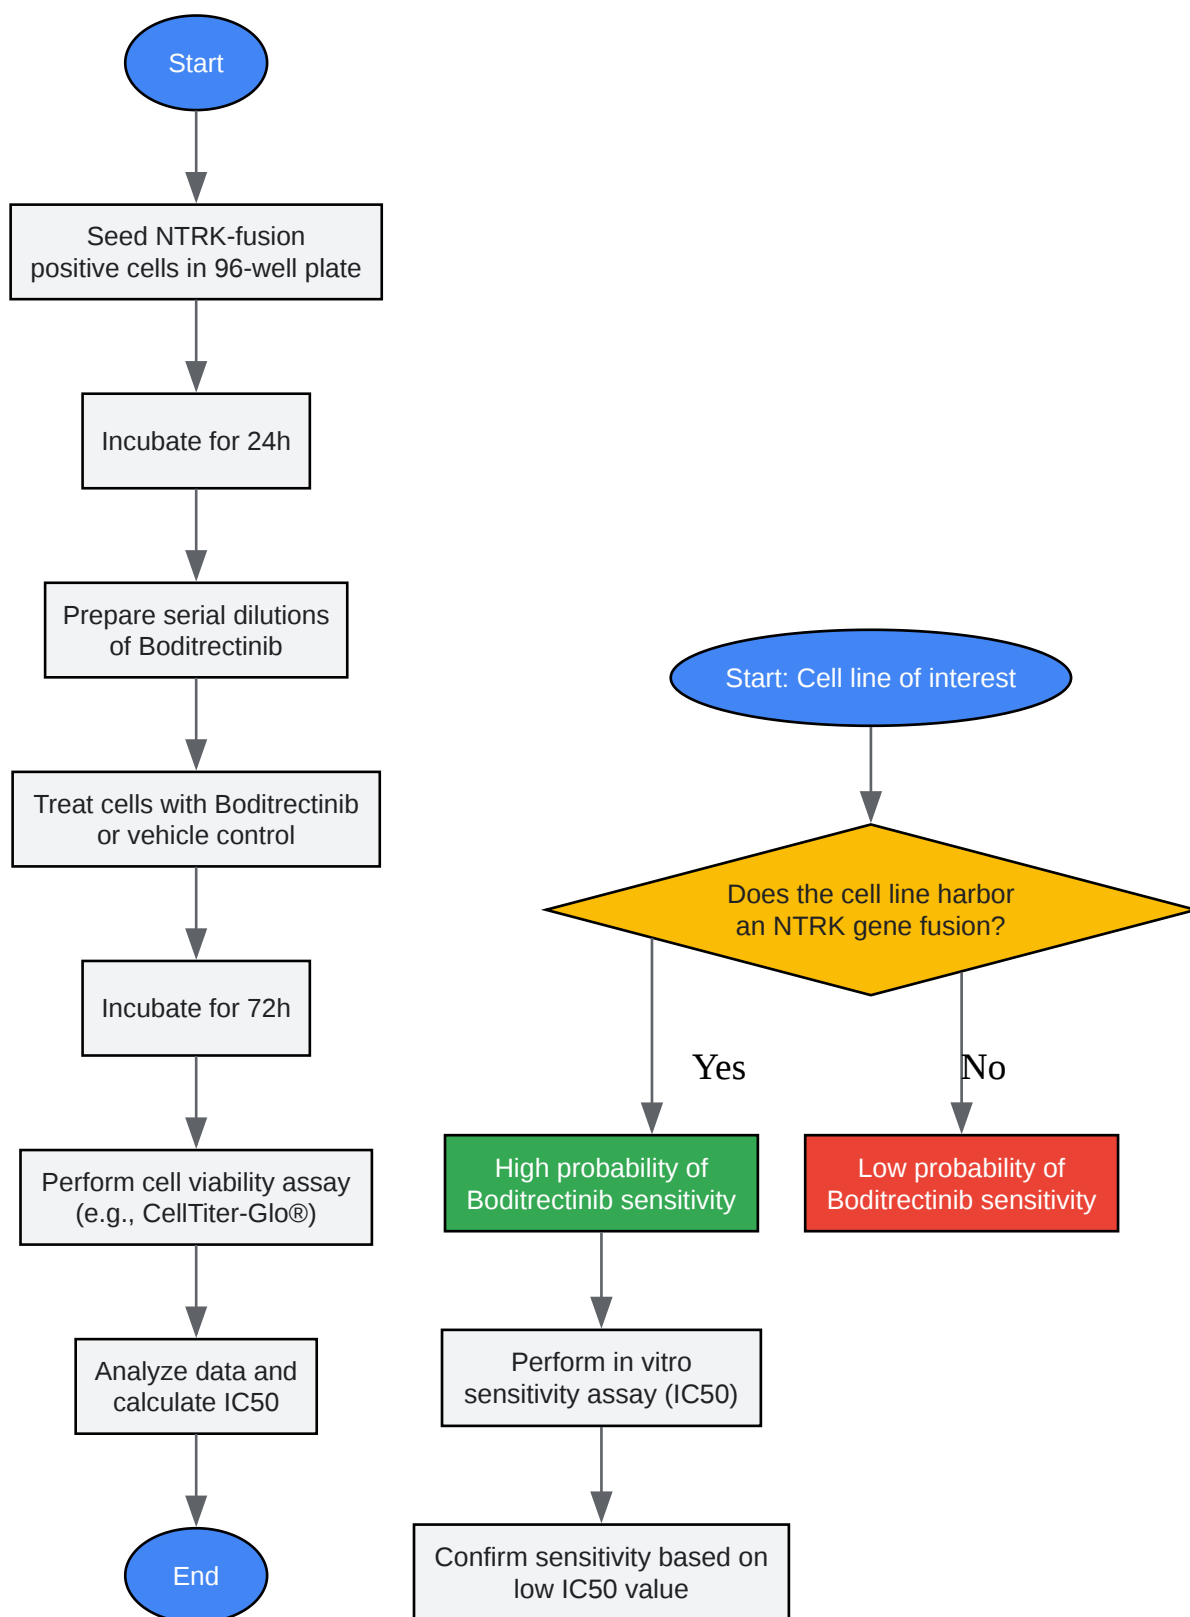 Start
Seed NTRK-fusion
positive cells in 96-well plate
Incubate for 24h
Prepare serial dilutions
of Boditrectinib
Treat cells with Boditrectinib
or vehicle control
Incubate for 72h
Perform cell viability assay
(e.g., CellTiter-Glo®)
Analyze data and
calculate IC50
End
Start: Cell line of interest
Does the cell line harbor
an NTRK gene fusion?
Yes
No
High probability of
Boditrectinib sensitivity
Low probability of
Boditrectinib sensitivity
Perform in vitro
sensitivity assay (IC50)
Confirm sensitivity based on
low IC50 value